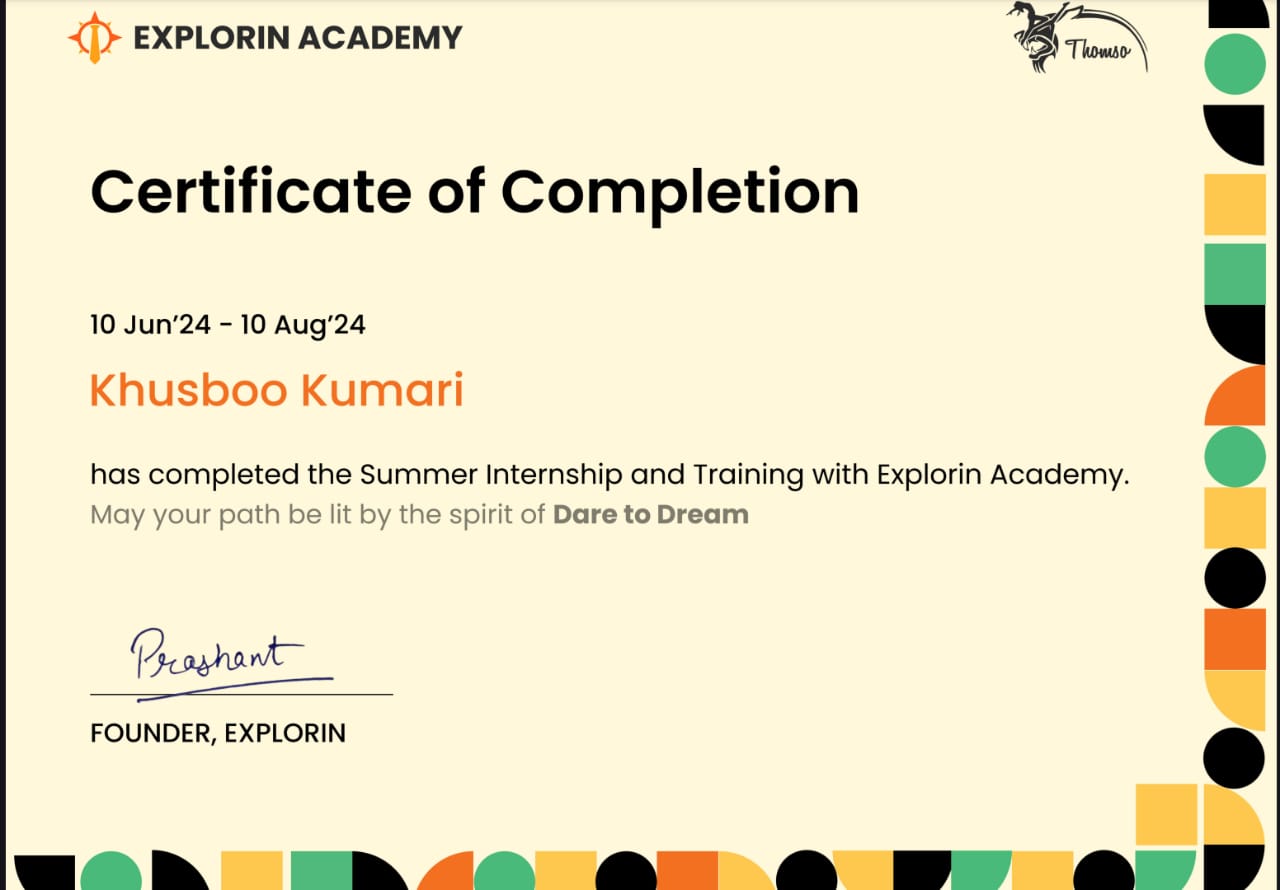 EXPLORIN ACADEMY
Thomso
Certificate of Completion
10 Jun’24 - 10 Aug’24
Khusboo Kumari
has completed the Summer Internship and Training with Explorin Academy.
May your path be lit by the spirit of Dare to Dream
Prashant
FOUNDER, EXPLORIN